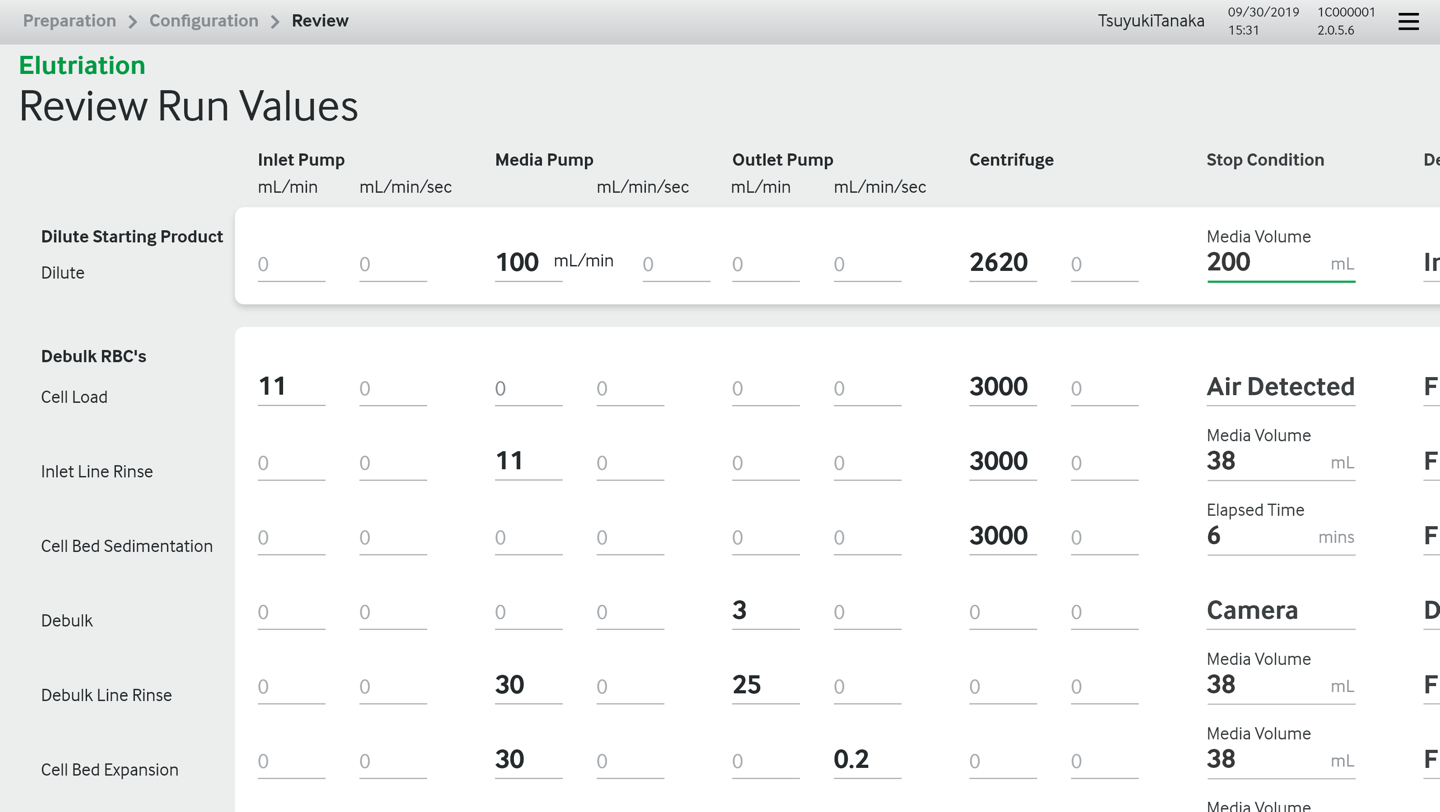 Preparation > Configuration > Review TsuyukiTanaka 09/30/2019 1C000001
15:31 2.0.5.6
Elutriation
Review Run Values
Inlet Pump Media Pump Outlet Pump Centrifuge Stop Condition De
mL/min mL/min/sec mL/min/sec mL/min mL/min/sec
Dilute Starting Product Media Volume
Dilute 0 0 100 mL/min 0 0 0 2620 0 200 mL
Debulk RBC's
Cell Load 11 0 0 0 0 0 3000 0 Air Detected F
Media Volume
Inlet Line Rinse 0 0 11 0 0 0 3000 0 38 mL F
Elapsed Time
Cell Bed Sedimentation 0 0 0 0 0 0 3000 0 6 mins F
Debulk 0 0 0 0 3 0 0 0 Camera D
Media Volume
Debulk Line Rinse 0 0 30 0 25 0 0 0 38 mL F
Media Volume
Cell Bed Expansion 0 0 30 0 0 0.2 0 0 38 mL F
Media Volume